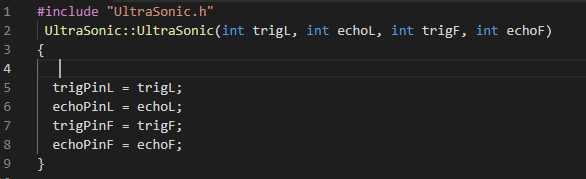 1 #include "UltraSonic.h"
2 UltraSonic::UltraSonic(int trigL, int echoL, int trigF, int echoF)
3 {
4
5 trigPinL = trigL;
6 echoPinL = echoL;
7 trigPinF = trigF;
8 echoPinF = echoF;
9 }